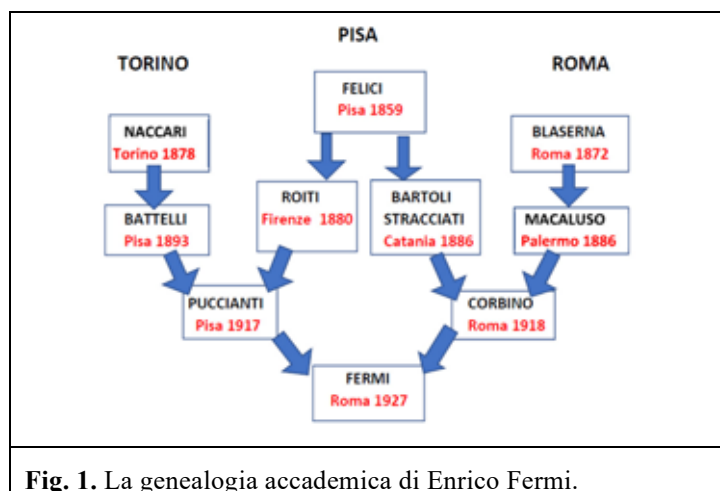 PISA
TORINO
ROMA
FELICI
Pisa 1859
NACCARI
Torino 1878
BLASERNA
Roma 1872
ROITI
Firenze 1880
BARTOLI
STRACCIATI
Catania 1886
BATTELLI
Pisa 1893
MACALUSO
Palermo 1886
PUCCIANTI
Pisa 1917
CORBINO
Roma 1918
FERMI
Roma 1927
Fig. 1. La genealogia accademica di Enrico Fermi.